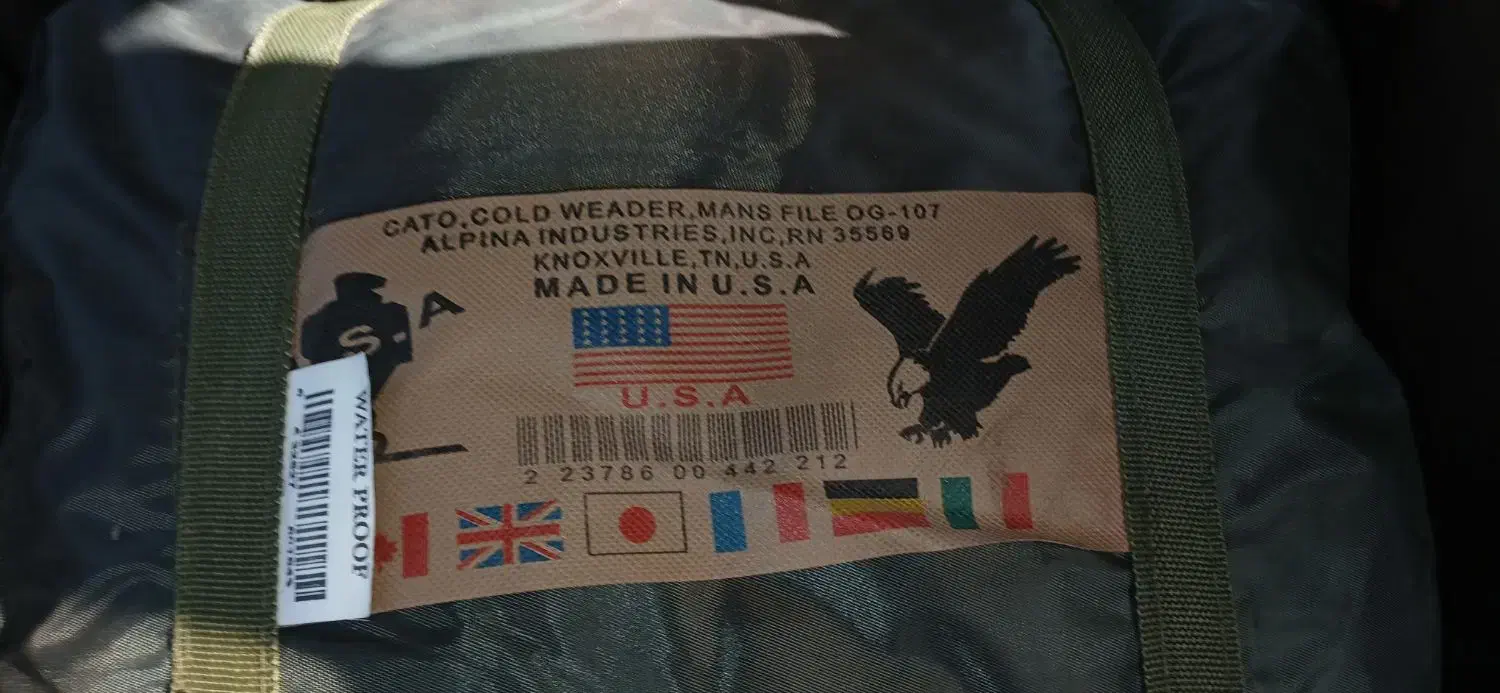 CATO,COLD WEADER,MANS FILE OG-107
ALPINA INDUSTRIES,INC,RN 35569
KNOXVILLE,TN,U.S.A
MADE IN U.S.A
S-A
U.S.A
2 23786 00 442 212
WATER PROOF